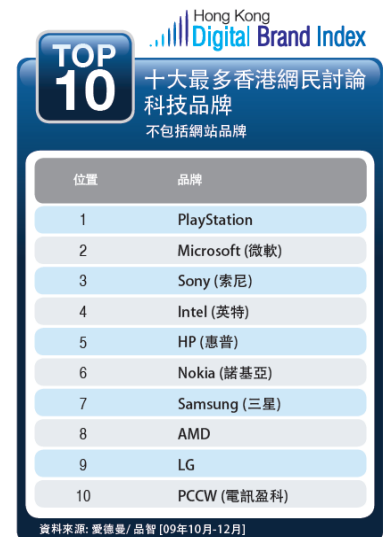 Hong Kong
Digital Brand Index
TOP
10
十大最多香港網民討論
科技品牌
不包括網站品牌
位置 品牌
1 PlayStation
2 Microsoft (微軟)
3 Sony (索尼)
4 Intel (英特)
5 HP (惠普)
6 Nokia (諾基亞)
7 Samsung (三星)
8 AMD
9 LG
10 PCCW (電訊盈科)
資料來源: 愛德曼/ 品智 [09年10月-12月]